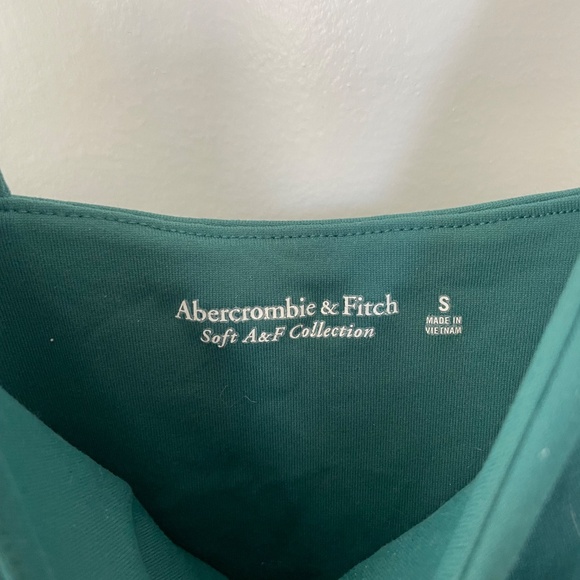 Abercrombie & Fitch
Soft A&F Collection
S
MADE IN
VIETNAM